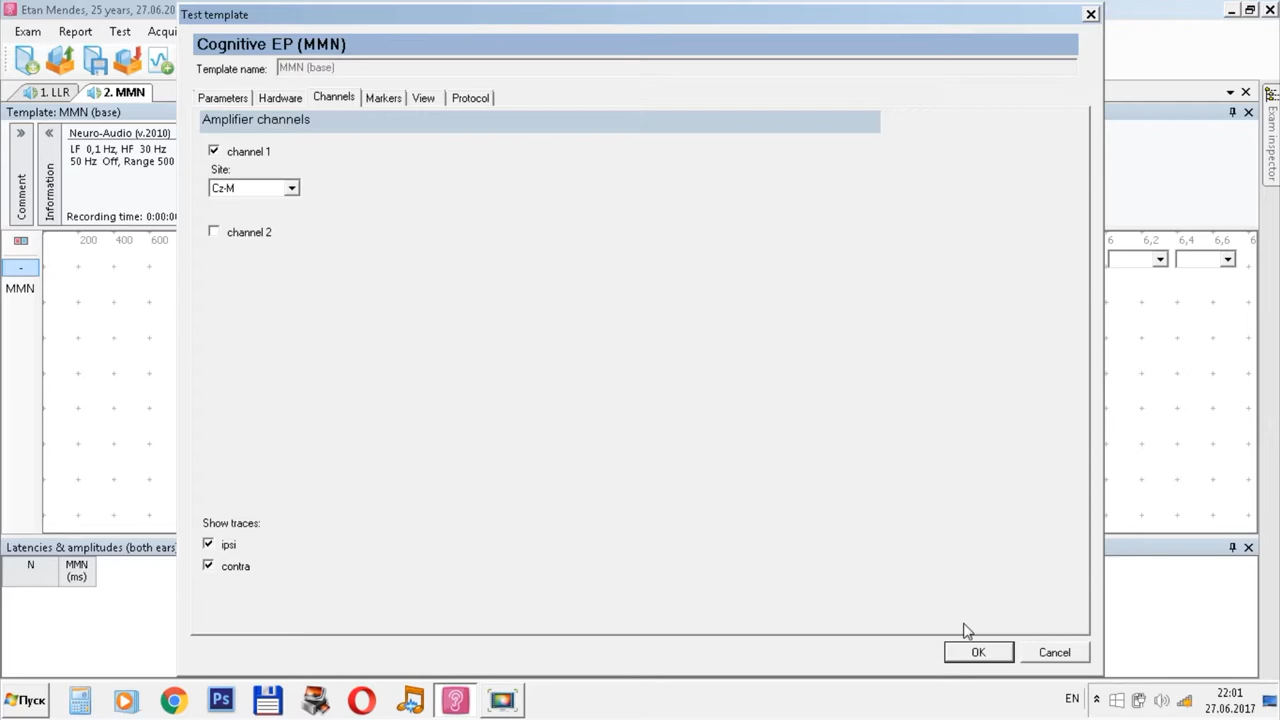 Etan Mendes, 25 years, 27.06.20
Test template
Exam Report Test Acqui
Cognitive EP (MMN)
Template name: MMN (base)
1. LLR 2. MMN
Parameters Hardware Channels Markers View Protocol
Template: MMN (base)
Amplifier channels
Neuro-Audio (v.2010)
LF 0,1 Hz, HF 30 Hz
50 Hz Off, Range 500
Recording time: 0:00:0
Comment
Information
Exam inspector
channel 1
Site:
Cz-M
channel 2
200 400 600
6 6,2 6,4 6,6 6
-
MMN
Show traces:
ipsi
contra
Latencies & amplitudes (both ears)
N MMN
(ms)
OK Cancel
Пуск
Ps
EN
22:01
27.06.2017